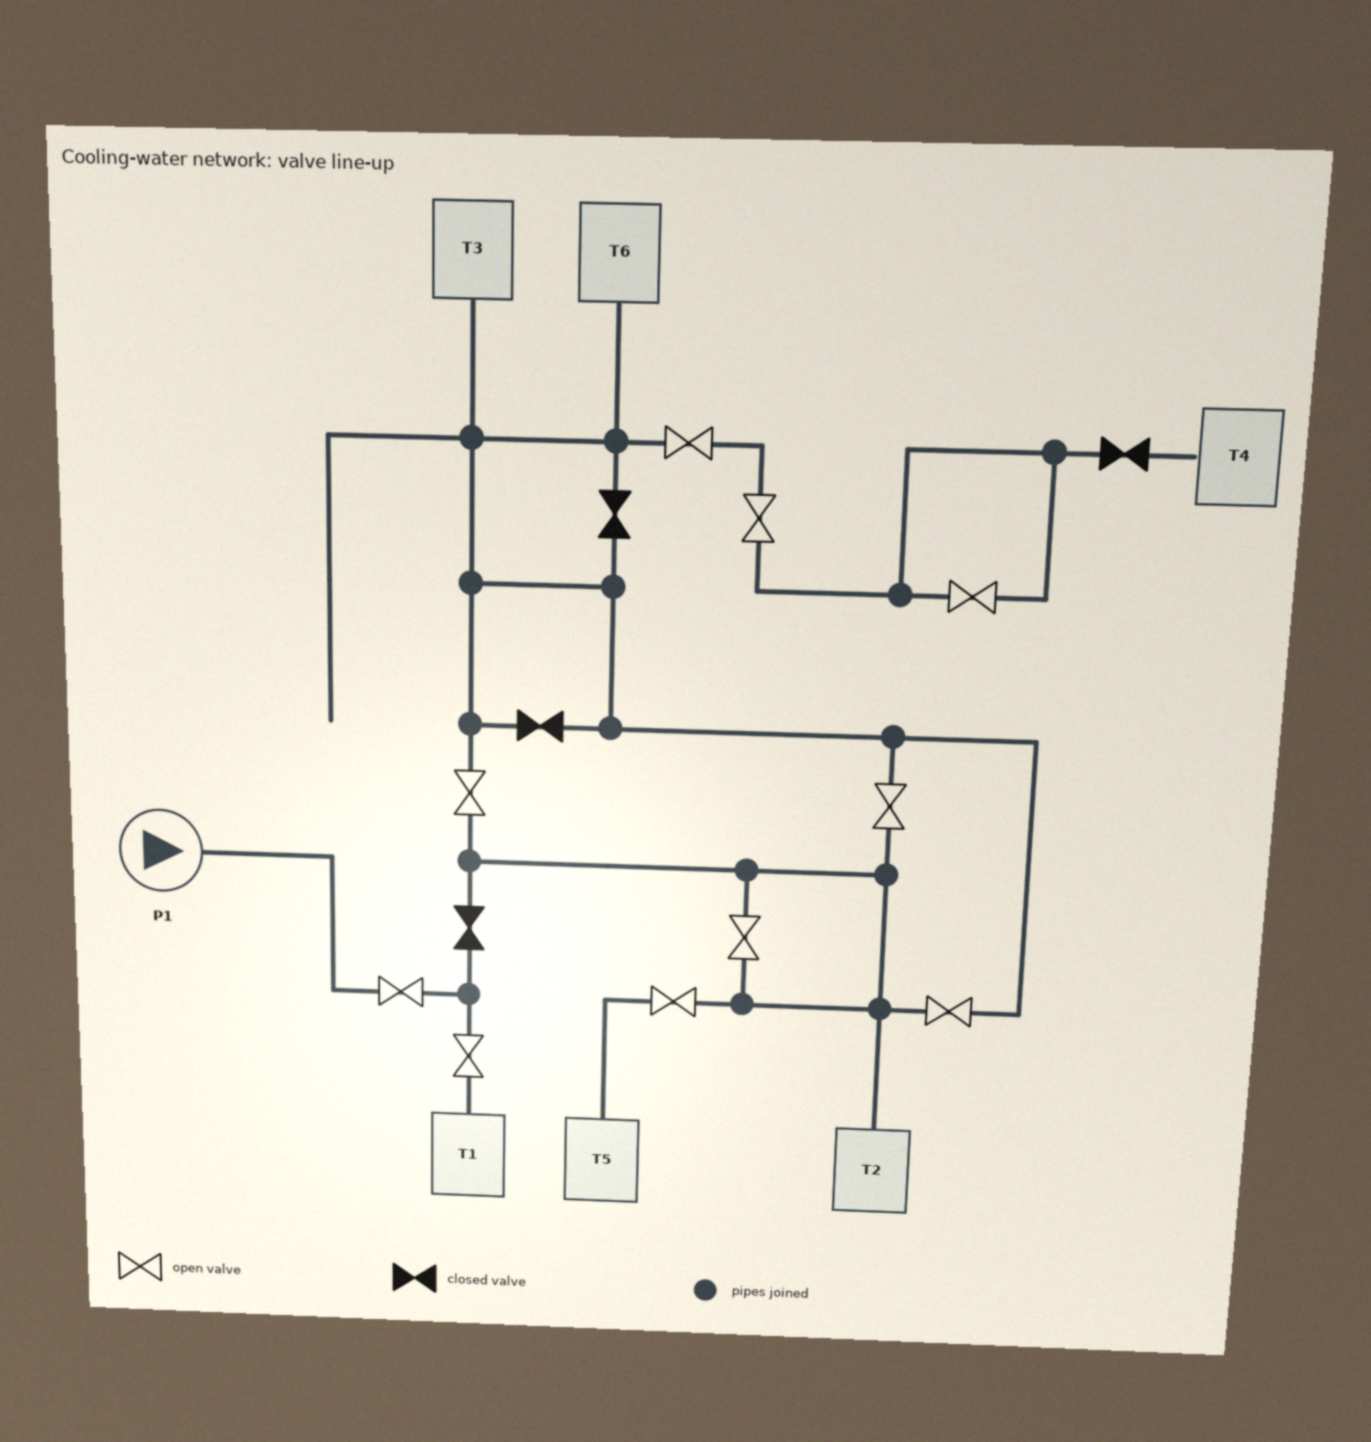 Cooling-water network: valve line-up
T3
T6
T4
P1
T1
T5
T2
open valve
closed valve
pipes joined